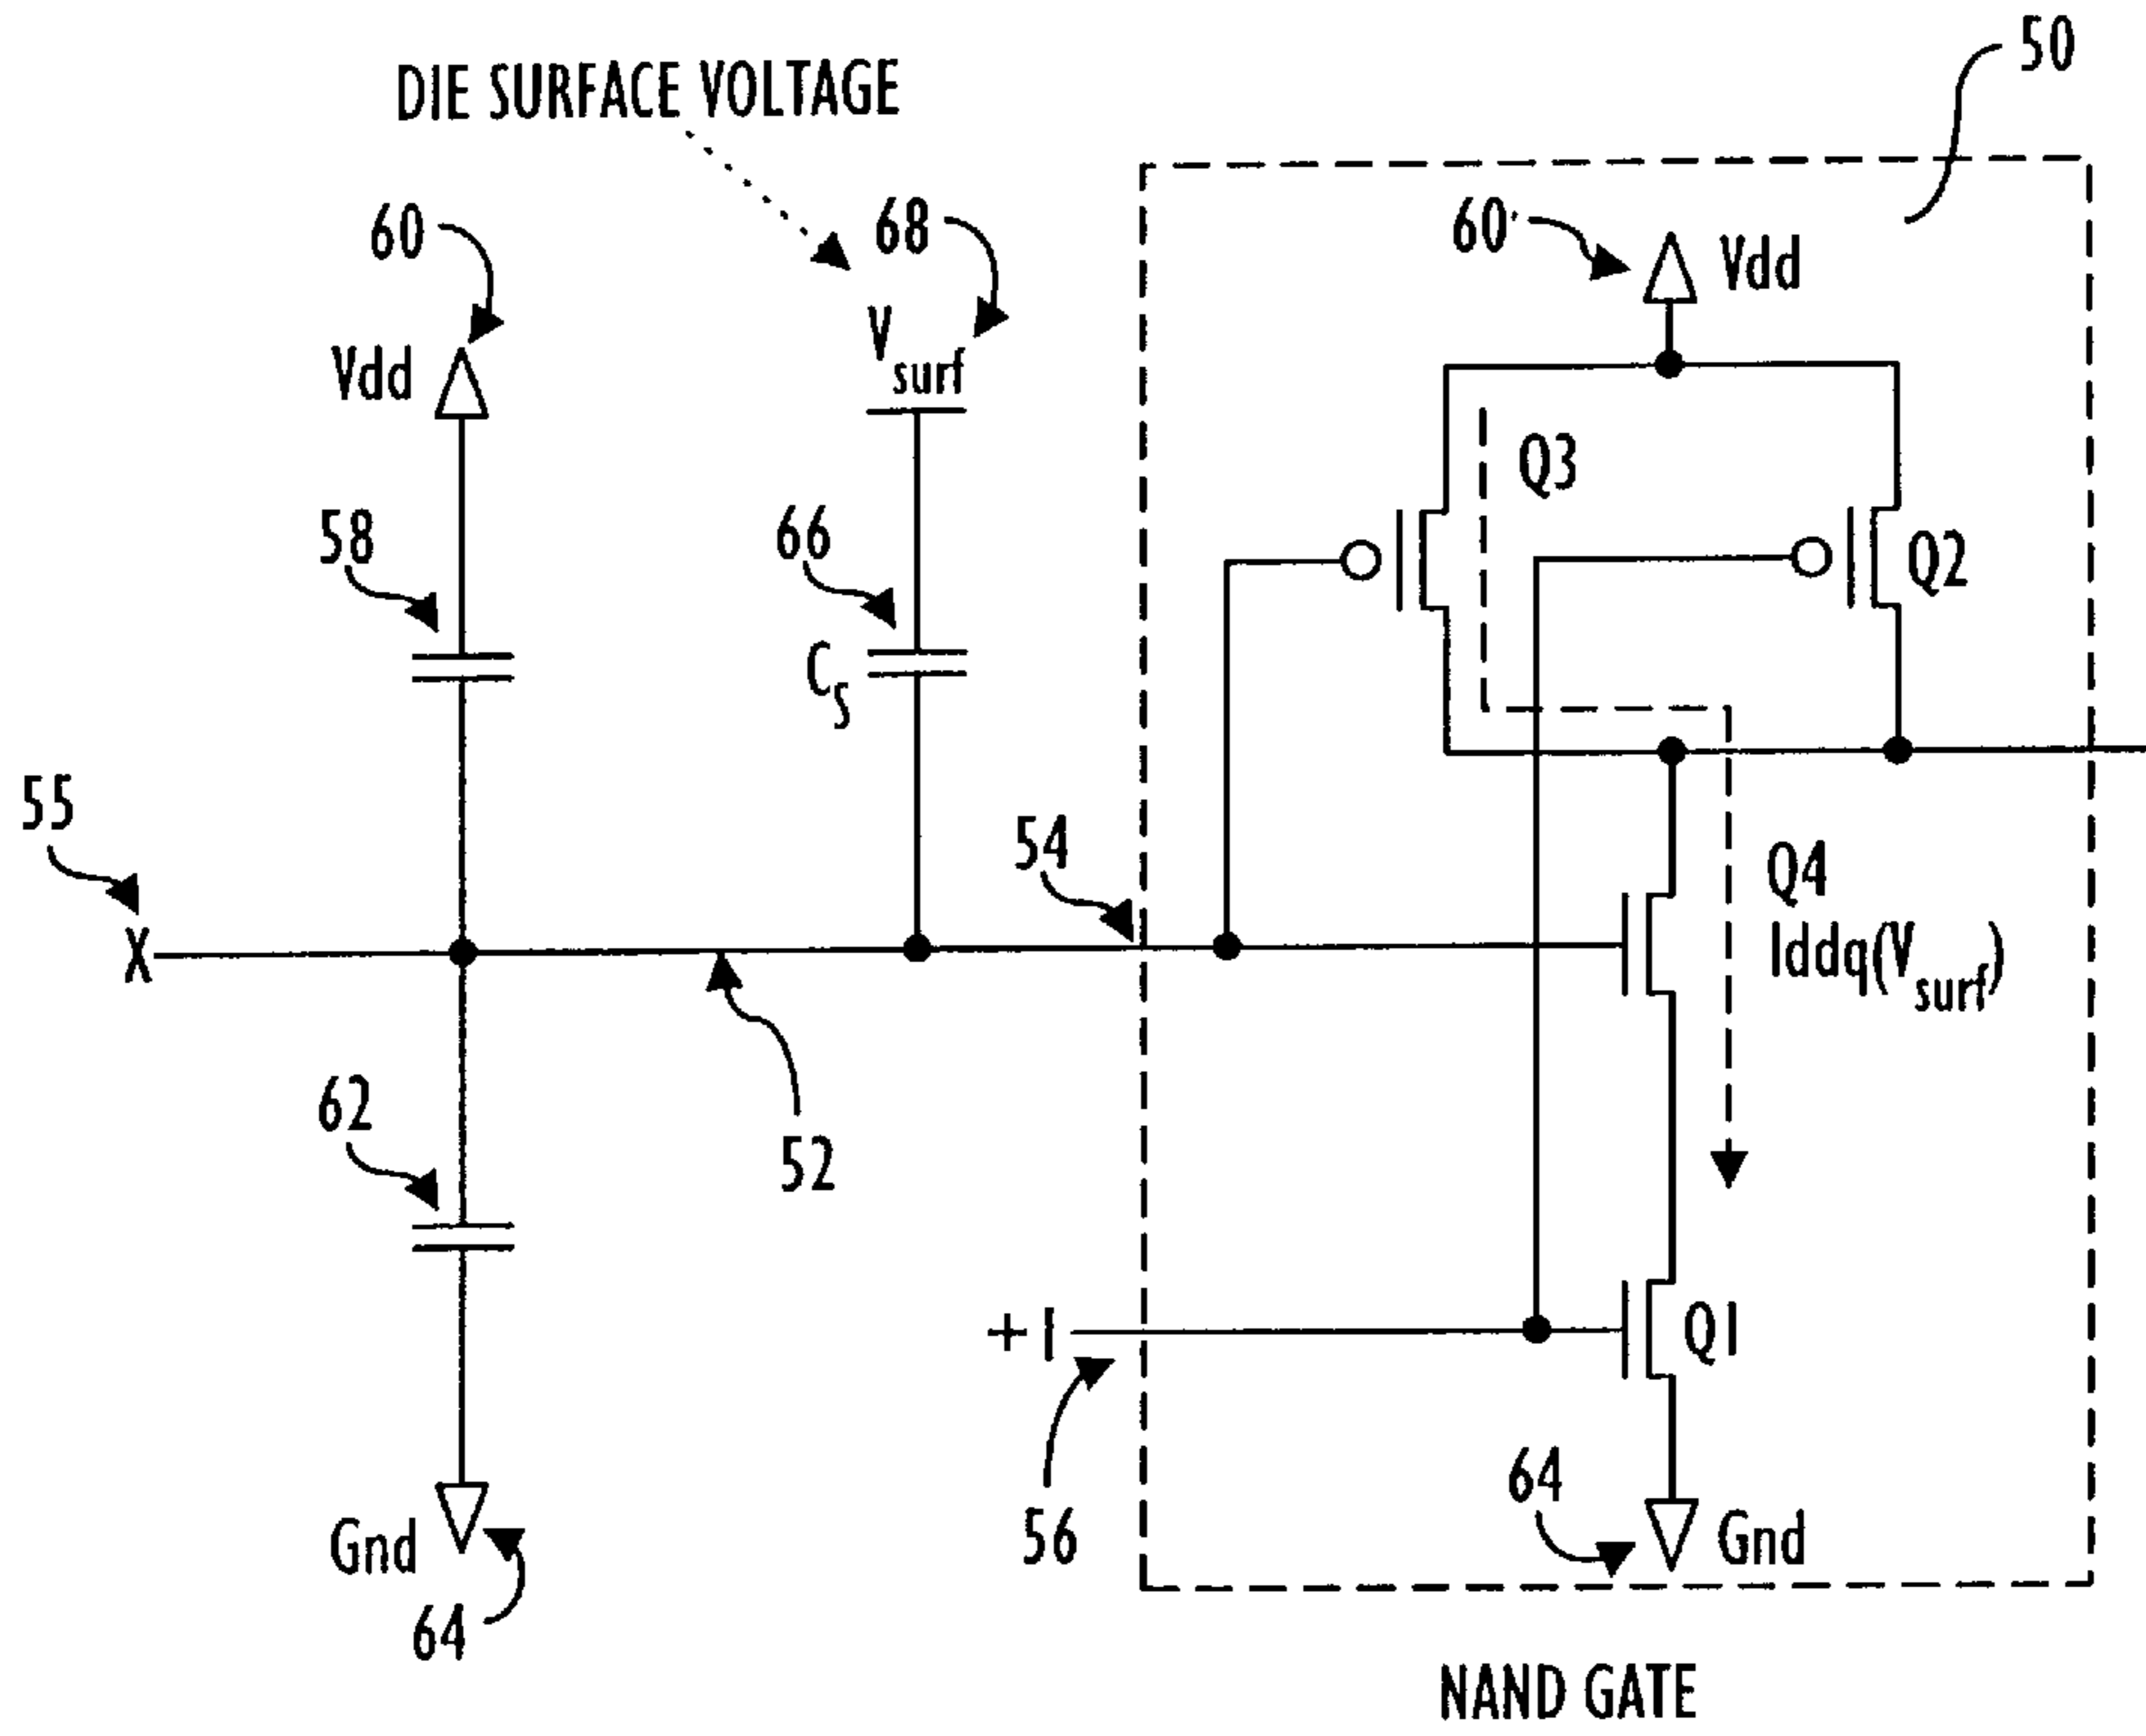 50
DIE SURFACE VOLTAGE
60
68
60'
Vdd
Vsurf
Vdd
Q3
58
66
Q2
Cs
55
54
Q4
X
Iddq(Vsurf)
62
52
+1
Q1
56
64
Gnd
Gnd
64
NAND GATE